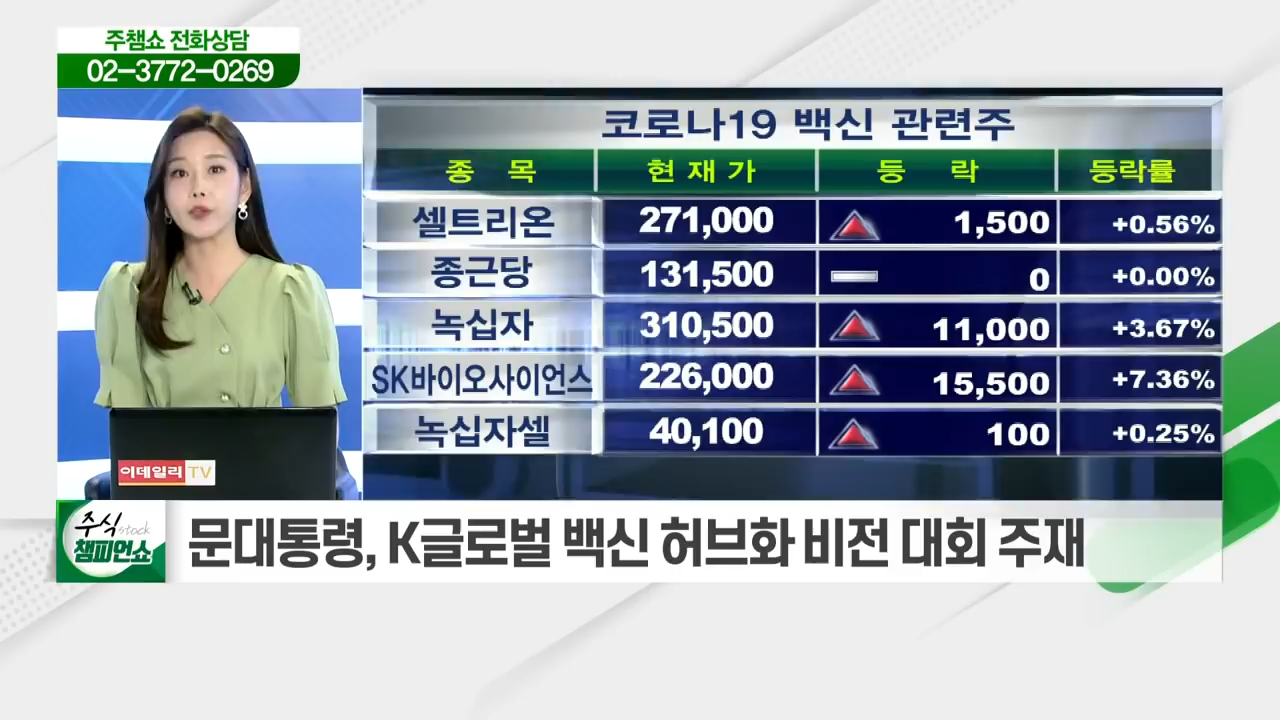 주챔쇼 전화상담
02-3772-0269
코로나19 백신 관련주
종 목 현 재 가 등 락 등락률
셀트리온 271,000 1,500 +0.56%
종근당 131,500 0 +0.00%
녹십자 310,500 11,000 +3.67%
SK바이오사이언스 226,000 15,500 +7.36%
녹십자셀 40,100 100 +0.25%
이데일리 TV
주식 stock
챔피언쇼
문대통령, K글로벌 백신 허브화 비전 대회 주재